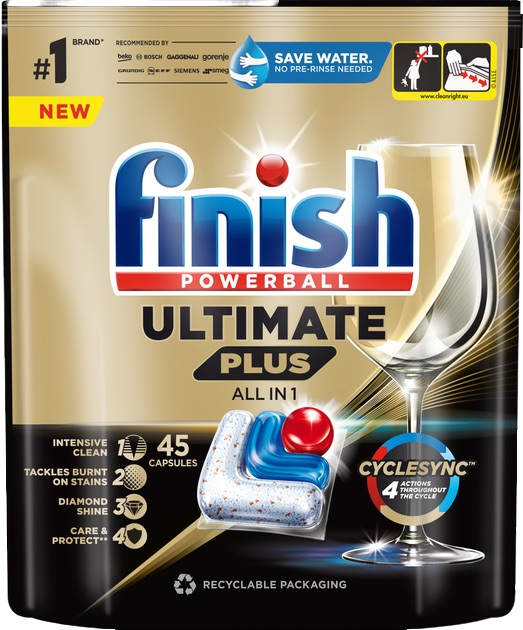 #1 BRAND*
RECOMMENDED BY
beko BOSCH GAGGENAU gorenje
GRUNDIG NEFF SIEMENS smeg
SAVE WATER.
NO PRE-RINSE NEEDED
www.cleanright.eu
© A.I.S.E.
NEW
finish
POWERBALL
ULTIMATE
PLUS
ALL IN 1
INTENSIVE
CLEAN 1
TACKLES BURNT
ON STAINS 2
DIAMOND
SHINE 3
CARE &
PROTECT** 4
45
CAPSULES
CYCLESYNC™
4 ACTIONS
THROUGHOUT
THE CYCLE
RECYCLABLE PACKAGING